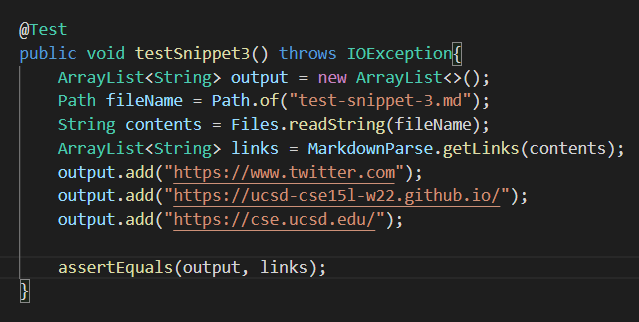 @Test
public void testSnippet3() throws IOException{
    ArrayList<String> output = new ArrayList<>();
    Path fileName = Path.of("test-snippet-3.md");
    String contents = Files.readString(fileName);
    ArrayList<String> links = MarkdownParse.getLinks(contents);
    output.add("https://www.twitter.com");
    output.add("https://ucsd-cse15l-w22.github.io/");
    output.add("https://cse.ucsd.edu/");

    assertEquals(output, links);
}